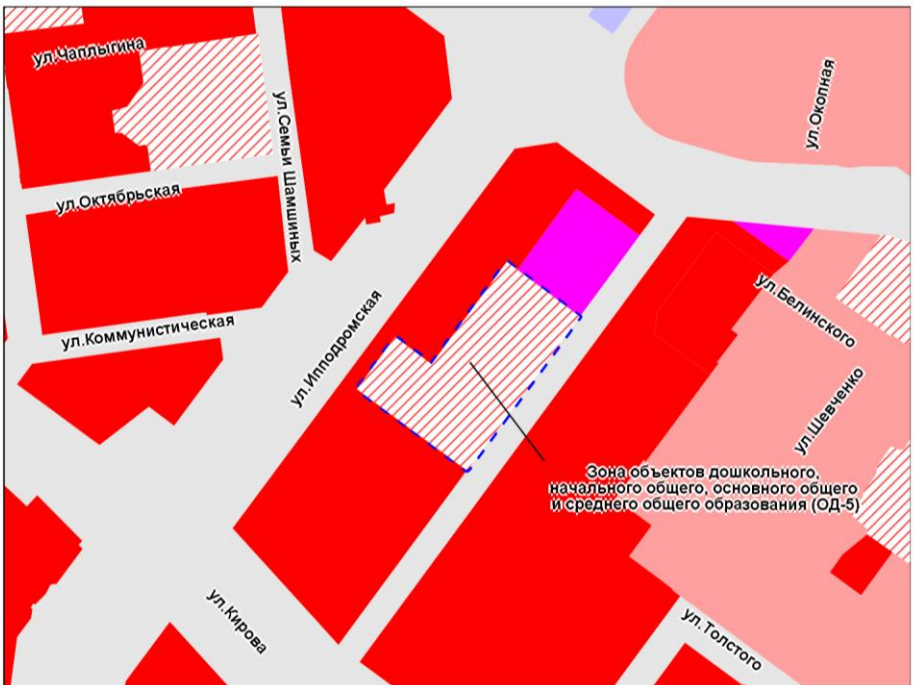 ул.Чаплыгина
ул.Окопная
ул.Семьи Шамшиных
ул.Октябрьская
ул.Белинского
ул.Коммунистическая
ул.Ипподромская
ул.Шевченко
Зона объектов дошкольного,
начального общего, основного общего
и среднего общего образования (ОД-5)
ул.Кирова
ул.Толстого